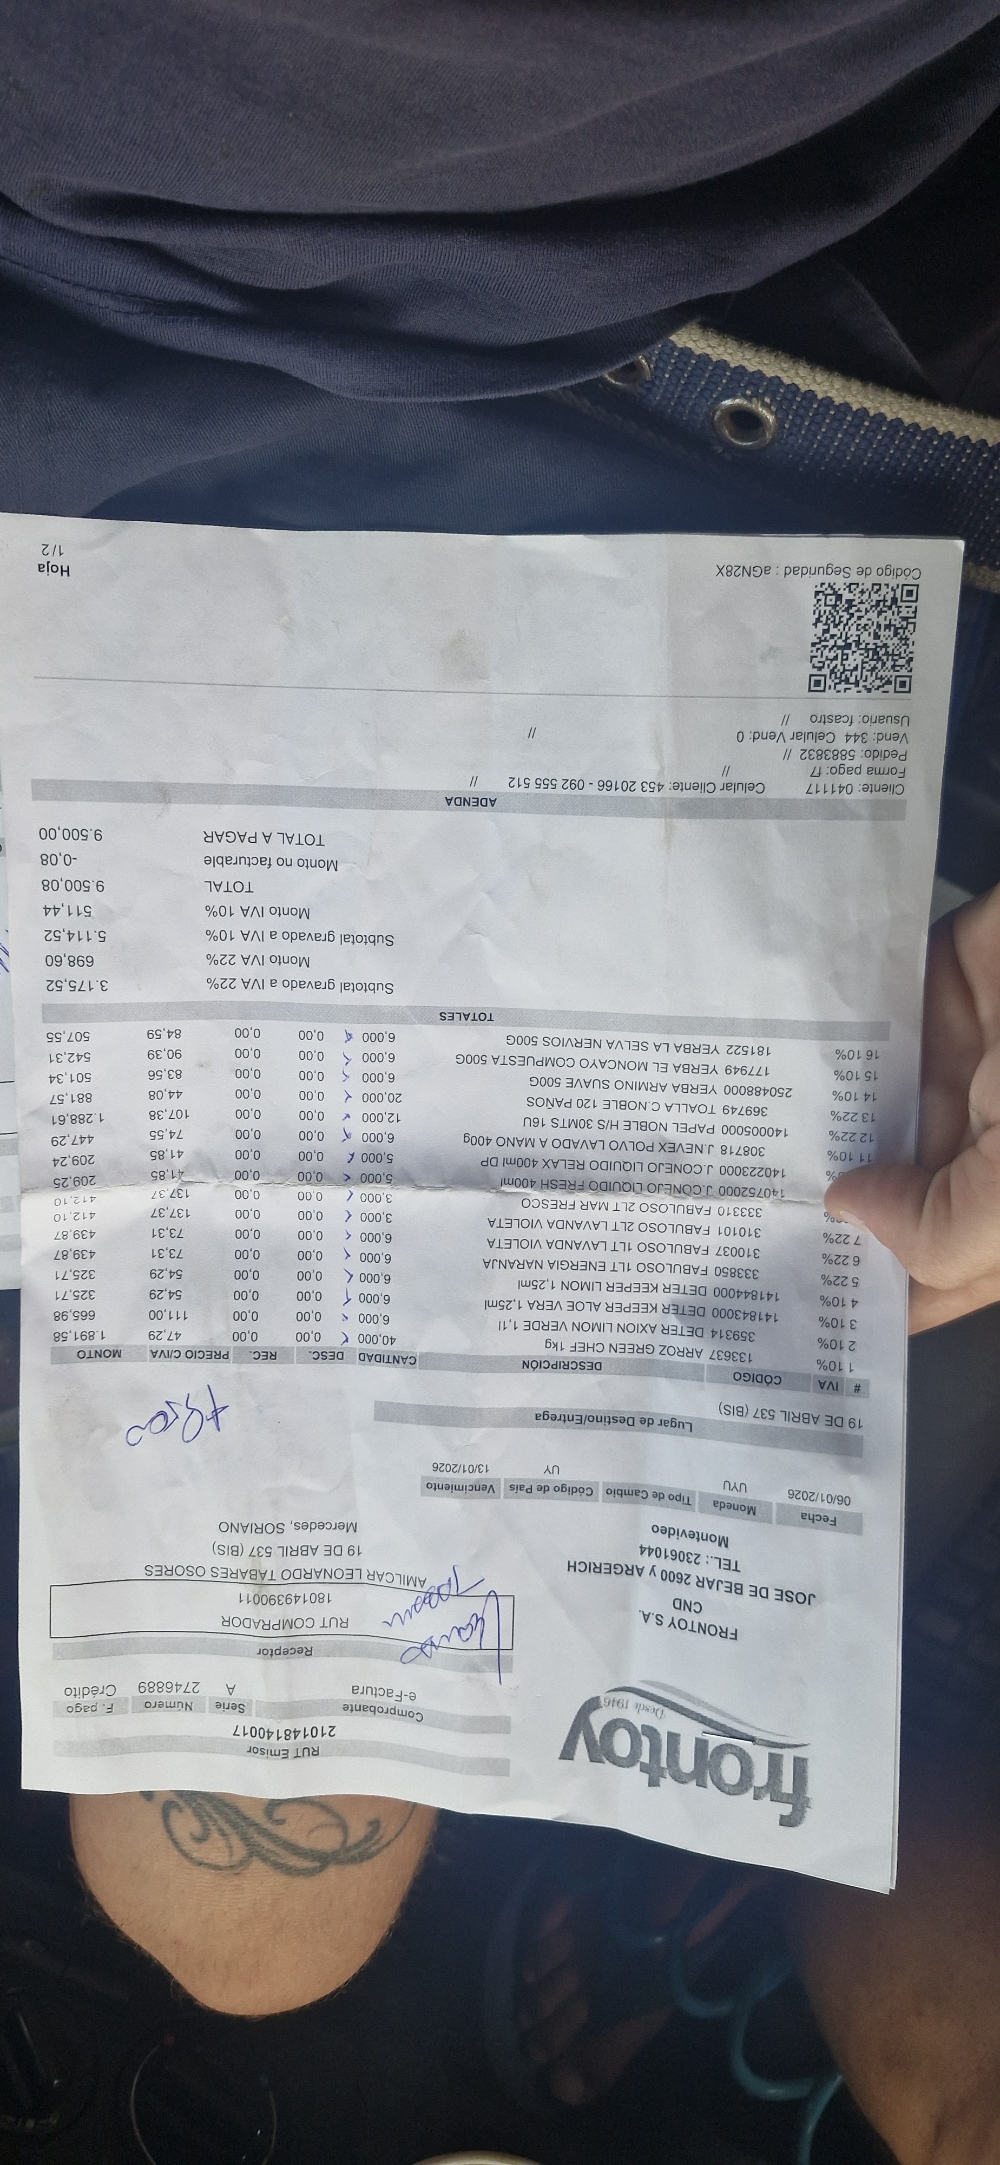 frontoy
Desde 1946
FRONTOY S.A.
CND
JOSE DE BEJAR 2600 y ARGERICH
TEL.: 23061044
Montevideo
RUT Emisor
210148140017
Comprobante Serie Numero F. pago
e-Factura A 2746889 Crédito
Receptor
RUT COMPRADOR
180149390011
AMILCAR LEONARDO TABARES OSORES
19 DE ABRIL 537 (BIS)
Mercedes, SORIANO
Fecha Moneda Tipo de Cambio Código de País Vencimiento
06/01/2026 UYU UY 13/01/2026
Lugar de Destino/Entrega
19 DE ABRIL 537 (BIS)
# IVA CÓDIGO DESCRIPCIÓN CANTIDAD DESC. REC. PRECIO C/IVA MONTO
1 10% 133637 ARROZ GREEN CHEF 1kg 40,000 0,00 0,00 47,29 1.891,58
2 10% 359314 DETER AXION LIMON VERDE 1,1l 6,000 0,00 0,00 111,00 665,98
3 10% 141843000 DETER KEEPER ALOE VERA 1,25ml 6,000 0,00 0,00 54,29 325,71
4 10% 141844000 DETER KEEPER LIMON 1,25ml 6,000 0,00 0,00 54,29 325,71
5 22% 333850 FABULOSO 1LT ENERGIA NARANJA 6,000 0,00 0,00 73,31 439,87
6 22% 310037 FABULOSO 1LT LAVANDA VIOLETA 6,000 0,00 0,00 73,31 439,87
7 22% 310101 FABULOSO 2LT LAVANDA VIOLETA 3,000 0,00 0,00 137,37 412,10
333310 FABULOSO 2LT MAR FRESCO 3,000 0,00 0,00 137,37 412,10
140752000 J.CONEJO LIQUIDO FRESH 400ml 5,000 0,00 0,00 41,85 209,25
140223000 J.CONEJO LIQUIDO RELAX 400ml DP 5,000 0,00 0,00 41,85 209,24
11 10% 308718 J.NEVEX POLVO LAVADO A MANO 400g 6,000 0,00 0,00 74,55 447,29
12 22% 140005000 PAPEL NOBLE H/S 30MTS 16U 12,000 0,00 0,00 107,38 1.288,61
13 22% 369749 TOALLA C.NOBLE 120 PAÑOS 20,000 0,00 0,00 44,08 881,57
14 10% 250488000 YERBA ARMINO SUAVE 500G 6,000 0,00 0,00 83,56 501,34
15 10% 177949 YERBA EL MONCAYO COMPUESTA 500G 6,000 0,00 0,00 90,39 542,31
16 10% 181522 YERBA LA SELVA NERVIOS 500G 6,000 0,00 0,00 84,59 507,55
TOTALES
Subtotal gravado a IVA 22% 3.175,52
Monto IVA 22% 698,60
Subtotal gravado a IVA 10% 5.114,52
Monto IVA 10% 511,44
TOTAL 9.500,08
Monto no facturable -0,08
TOTAL A PAGAR 9.500,00
ADENDA
Cliente: 041117 Celular Cliente: 453 20166 - 092 555 512 //
Forma pago: f7 //
Pedido: 5883832 //
Vend: 344 Celular Vend: 0 //
Usuario: fcastro //
Código de Seguridad : aGN28X
Hoja
1/2